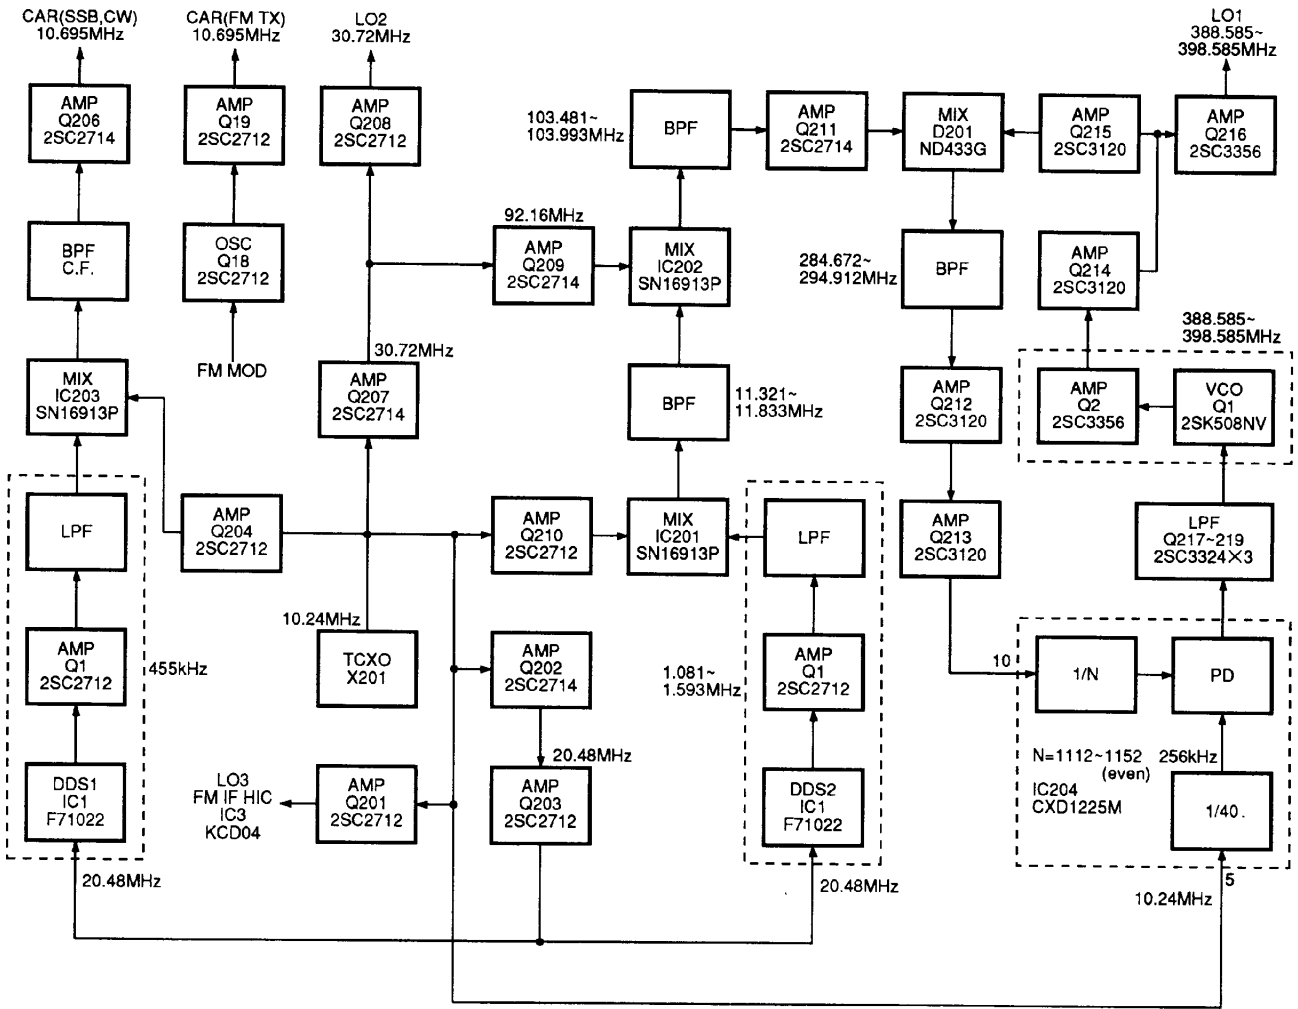 CAR(SSB,CW)
10.695MHz
CAR(FM TX)
10.695MHz
LO2
30.72MHz
LO1
388.585~
398.585MHz
AMP
Q206
2SC2714
AMP
Q19
2SC2712
AMP
Q208
2SC2712
103.481~
103.993MHz
BPF
AMP
Q211
2SC2714
MIX
D201
ND433G
AMP
Q215
2SC3120
AMP
Q216
2SC3356
BPF
C.F.
OSC
Q18
2SC2712
92.16MHz
AMP
Q209
2SC2714
MIX
IC202
SN16913P
284.672~
294.912MHz
BPF
AMP
Q214
2SC3120
388.585~
398.585MHz
FM MOD
30.72MHz
MIX
IC203
SN16913P
AMP
Q207
2SC2714
BPF
11.321~
11.833MHz
AMP
Q212
2SC3120
AMP
Q2
2SC3356
VCO
Q1
2SK508NV
LPF
AMP
Q204
2SC2712
AMP
Q210
2SC2712
MIX
IC201
SN16913P
LPF
AMP
Q213
2SC3120
LPF
Q217~219
2SC3324×3
10.24MHz
AMP
Q1
2SC2712
455kHz
TCXO
X201
AMP
Q202
2SC2714
1.081~
1.593MHz
AMP
Q1
2SC2712
10
1/N
PD
20.48MHz
N=1112~1152
(even)
256kHz
IC204
CXD1225M
DDS1
IC1
F71022
LO3
FM IF HIC
IC3
KCD04
AMP
Q201
2SC2712
AMP
Q203
2SC2712
DDS2
IC1
F71022
1/40.
20.48MHz
20.48MHz
5
10.24MHz